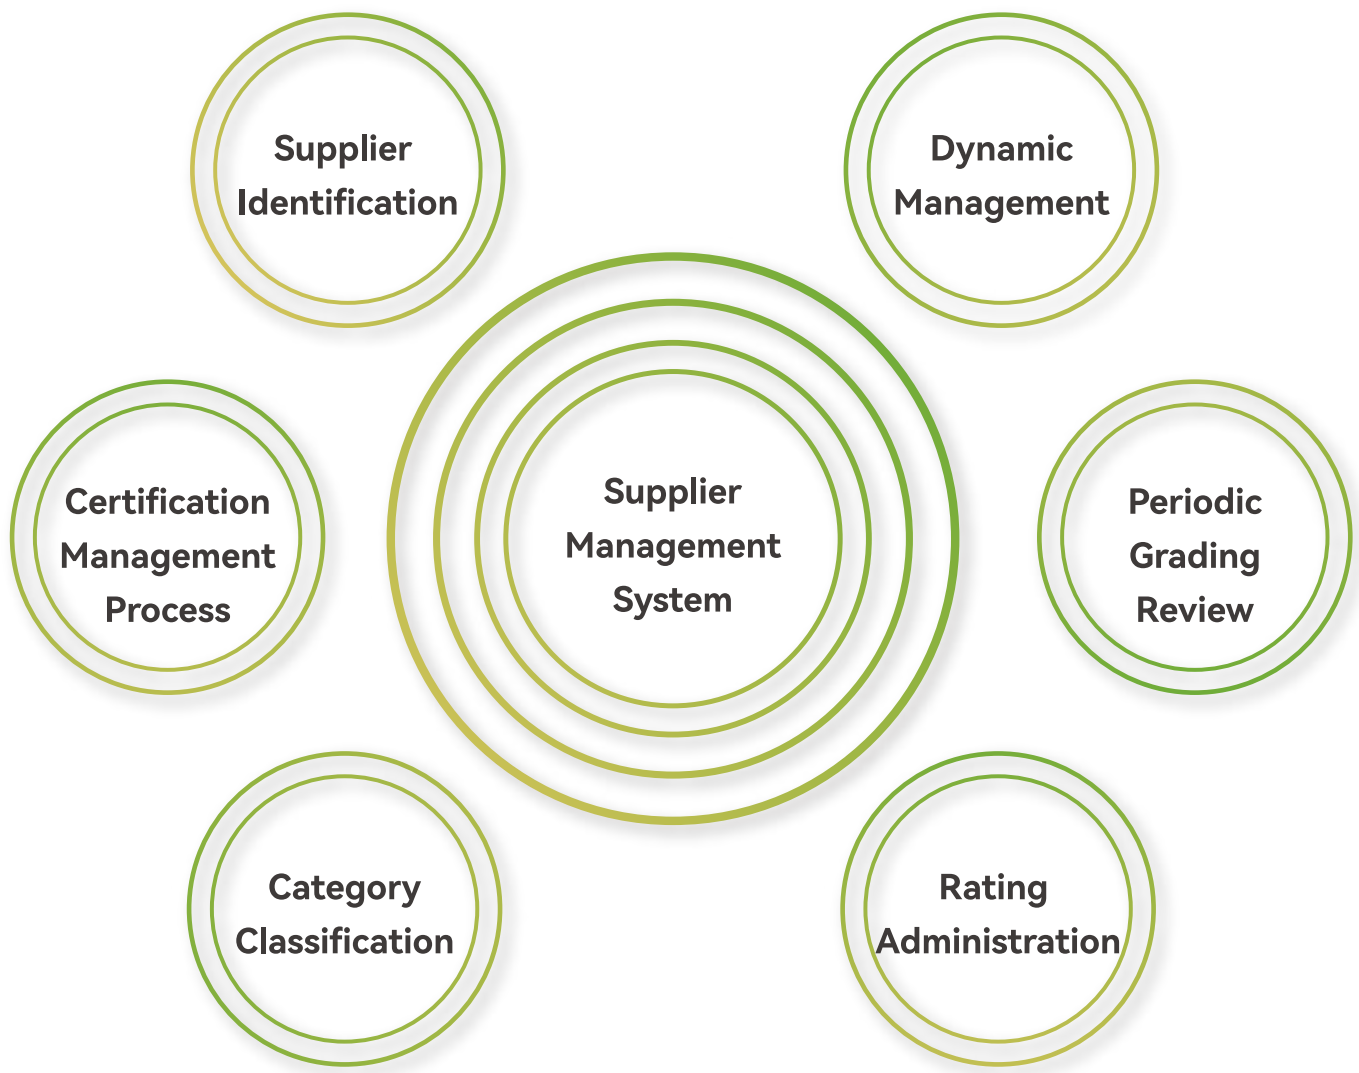 Supplier
Identification
Dynamic
Management
Certification
Management
Process
Supplier
Management
System
Periodic
Grading
Review
Category
Classification
Rating
Administration